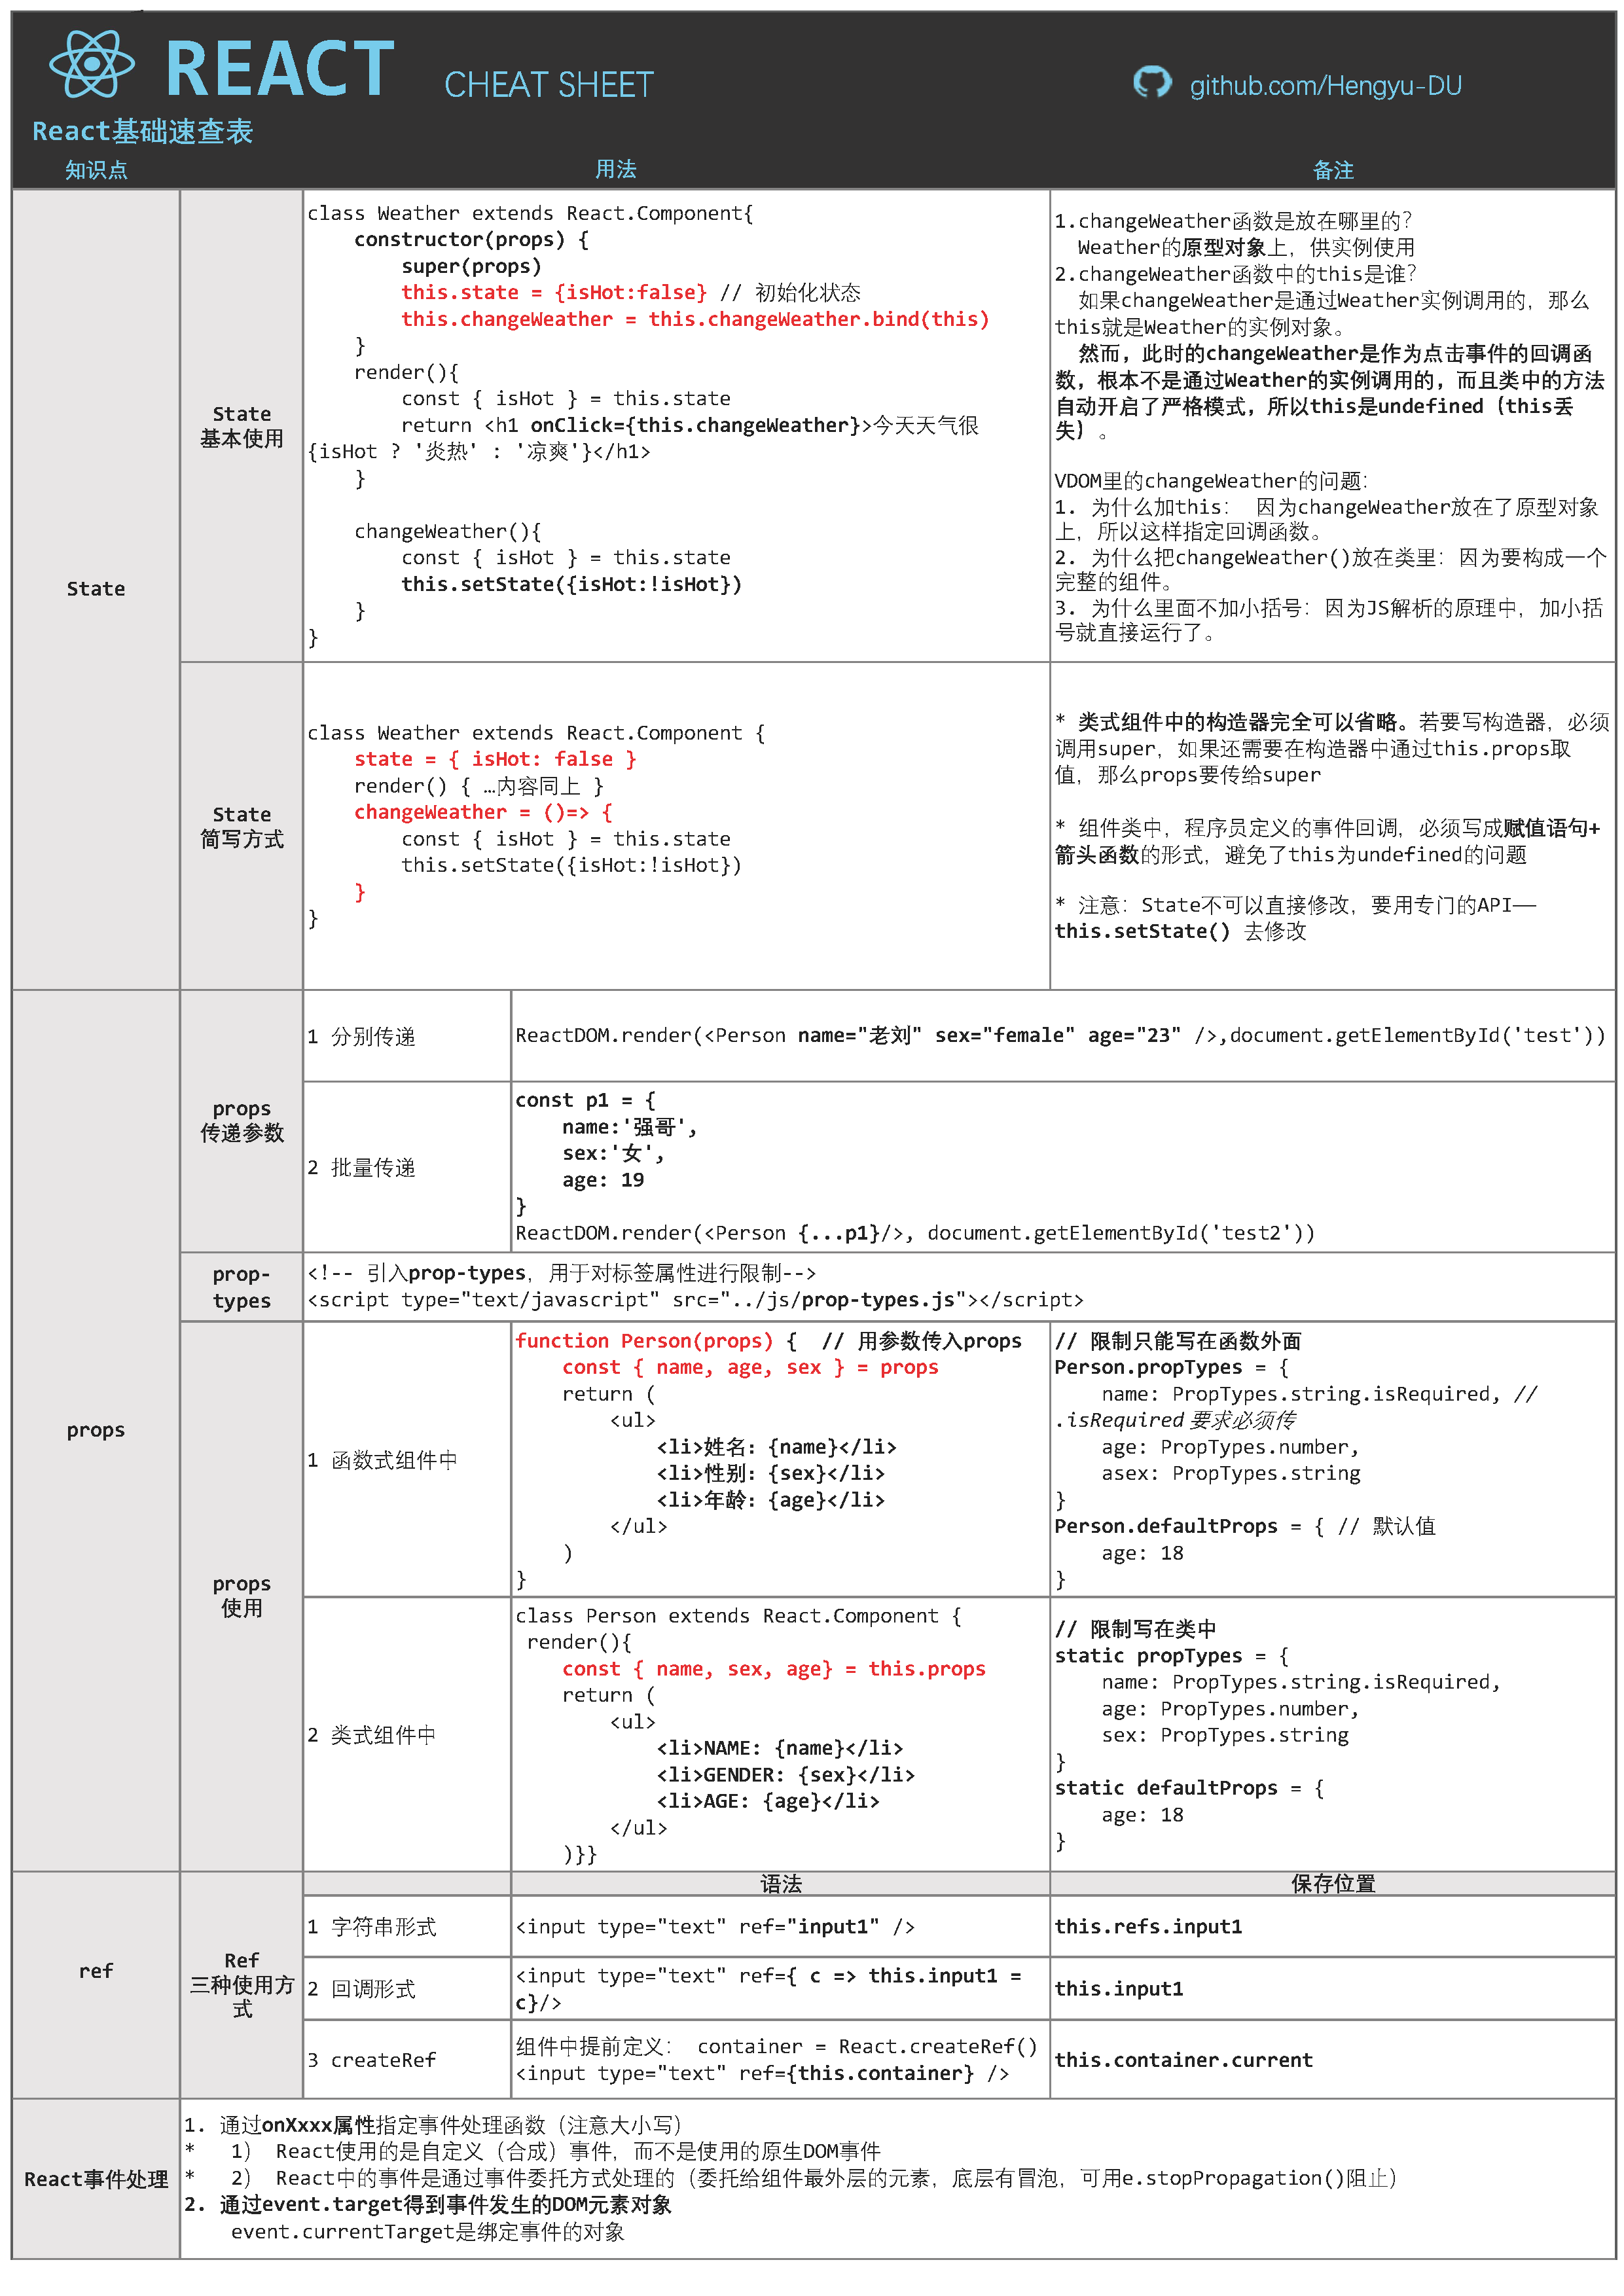 REACT CHEAT SHEET github.com/Hengyu-DU
React基础速查表
知识点 用法 备注
State
State
基本使用
class Weather extends React.Component{
constructor(props) {
super(props)
this.state = {isHot:false} // 初始化状态
this.changeWeather = this.changeWeather.bind(this)
}
render(){
const { isHot } = this.state
return <h1 onClick={this.changeWeather}>今天天气很
{isHot ? '炎热' : '凉爽'}</h1>
}
changeWeather(){
const { isHot } = this.state
this.setState({isHot:!isHot})
}
}
1.changeWeather函数是放在哪里的？
Weather的原型对象上，供实例使用
2.changeWeather函数中的this是谁？
如果changeWeather是通过Weather实例调用的，那么
this就是Weather的实例对象。
然而，此时的changeWeather是作为点击事件的回调函
数，根本不是通过Weather的实例调用的，而且类中的方法
自动开启了严格模式，所以this是undefined（this丢
失）。
VDOM里的changeWeather的问题：
1. 为什么加this： 因为changeWeather放在了原型对象
上，所以这样指定回调函数。
2. 为什么把changeWeather()放在类里：因为要构成一个
完整的组件。
3. 为什么里面不加小括号：因为JS解析的原理中，加小括
号就直接运行了。
State
简写方式
class Weather extends React.Component {
state = { isHot: false }
render() { …内容同上 }
changeWeather = ()=> {
const { isHot } = this.state
this.setState({isHot:!isHot})
}
}
* 类式组件中的构造器完全可以省略。若要写构造器，必须
调用super，如果还需要在构造器中通过this.props取
值，那么props要传给super
* 组件类中，程序员定义的事件回调，必须写成赋值语句+
箭头函数的形式，避免了this为undefined的问题
* 注意：State不可以直接修改，要用专门的API——
this.setState() 去修改
props
props
传递参数
1 分别传递
ReactDOM.render(<Person name="老刘" sex="female" age="23" />,document.getElementById('test'))
2 批量传递
const p1 = {
name:'强哥',
sex:'女',
age: 19
}
ReactDOM.render(<Person {...p1}/>, document.getElementById('test2'))
prop-
types
<!-- 引入prop-types，用于对标签属性进行限制-->
<script type="text/javascript" src="../js/prop-types.js"></script>
props
使用
1 函数式组件中
function Person(props) { // 用参数传入props
const { name, age, sex } = props
return (
<ul>
<li>姓名：{name}</li>
<li>性别：{sex}</li>
<li>年龄：{age}</li>
</ul>
)
}
// 限制只能写在函数外面
Person.propTypes = {
name: PropTypes.string.isRequired, //
.isRequired 要求必须传
age: PropTypes.number,
asex: PropTypes.string
}
Person.defaultProps = { // 默认值
age: 18
}
2 类式组件中
class Person extends React.Component {
render(){
const { name, sex, age} = this.props
return (
<ul>
<li>NAME: {name}</li>
<li>GENDER: {sex}</li>
<li>AGE: {age}</li>
</ul>
)}}
// 限制写在类中
static propTypes = {
name: PropTypes.string.isRequired,
age: PropTypes.number,
sex: PropTypes.string
}
static defaultProps = {
age: 18
}
ref
Ref
三种使用方
式
语法 保存位置
1 字符串形式
<input type="text" ref="input1" />
this.refs.input1
2 回调形式
<input type="text" ref={ c => this.input1 =
c}/>
this.input1
3 createRef
组件中提前定义： container = React.createRef()
<input type="text" ref={this.container} />
this.container.current
React事件处理
1. 通过onXxxx属性指定事件处理函数（注意大小写）
* 1） React使用的是自定义（合成）事件，而不是使用的原生DOM事件
* 2） React中的事件是通过事件委托方式处理的（委托给组件最外层的元素，底层有冒泡，可用e.stopPropagation()阻止）
2. 通过event.target得到事件发生的DOM元素对象
event.currentTarget是绑定事件的对象